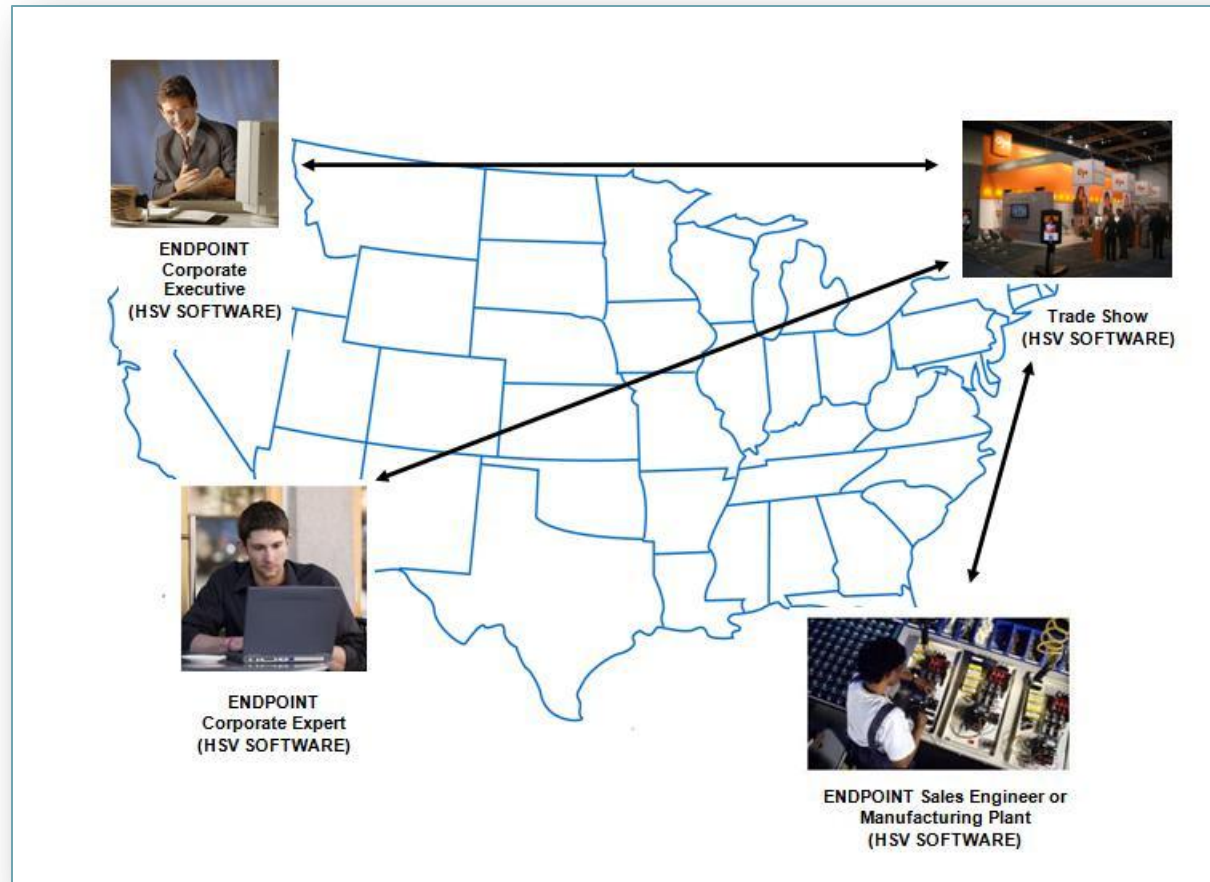 ENDPOINT
Corporate
Executive
(HSV SOFTWARE)
Trade Show
(HSV SOFTWARE)
ENDPOINT
Corporate Expert
(HSV SOFTWARE)
ENDPOINT Sales Engineer or
Manufacturing Plant
(HSV SOFTWARE)